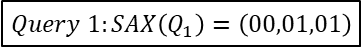 Query 1: SAX(Q₁) = (00,01,01)